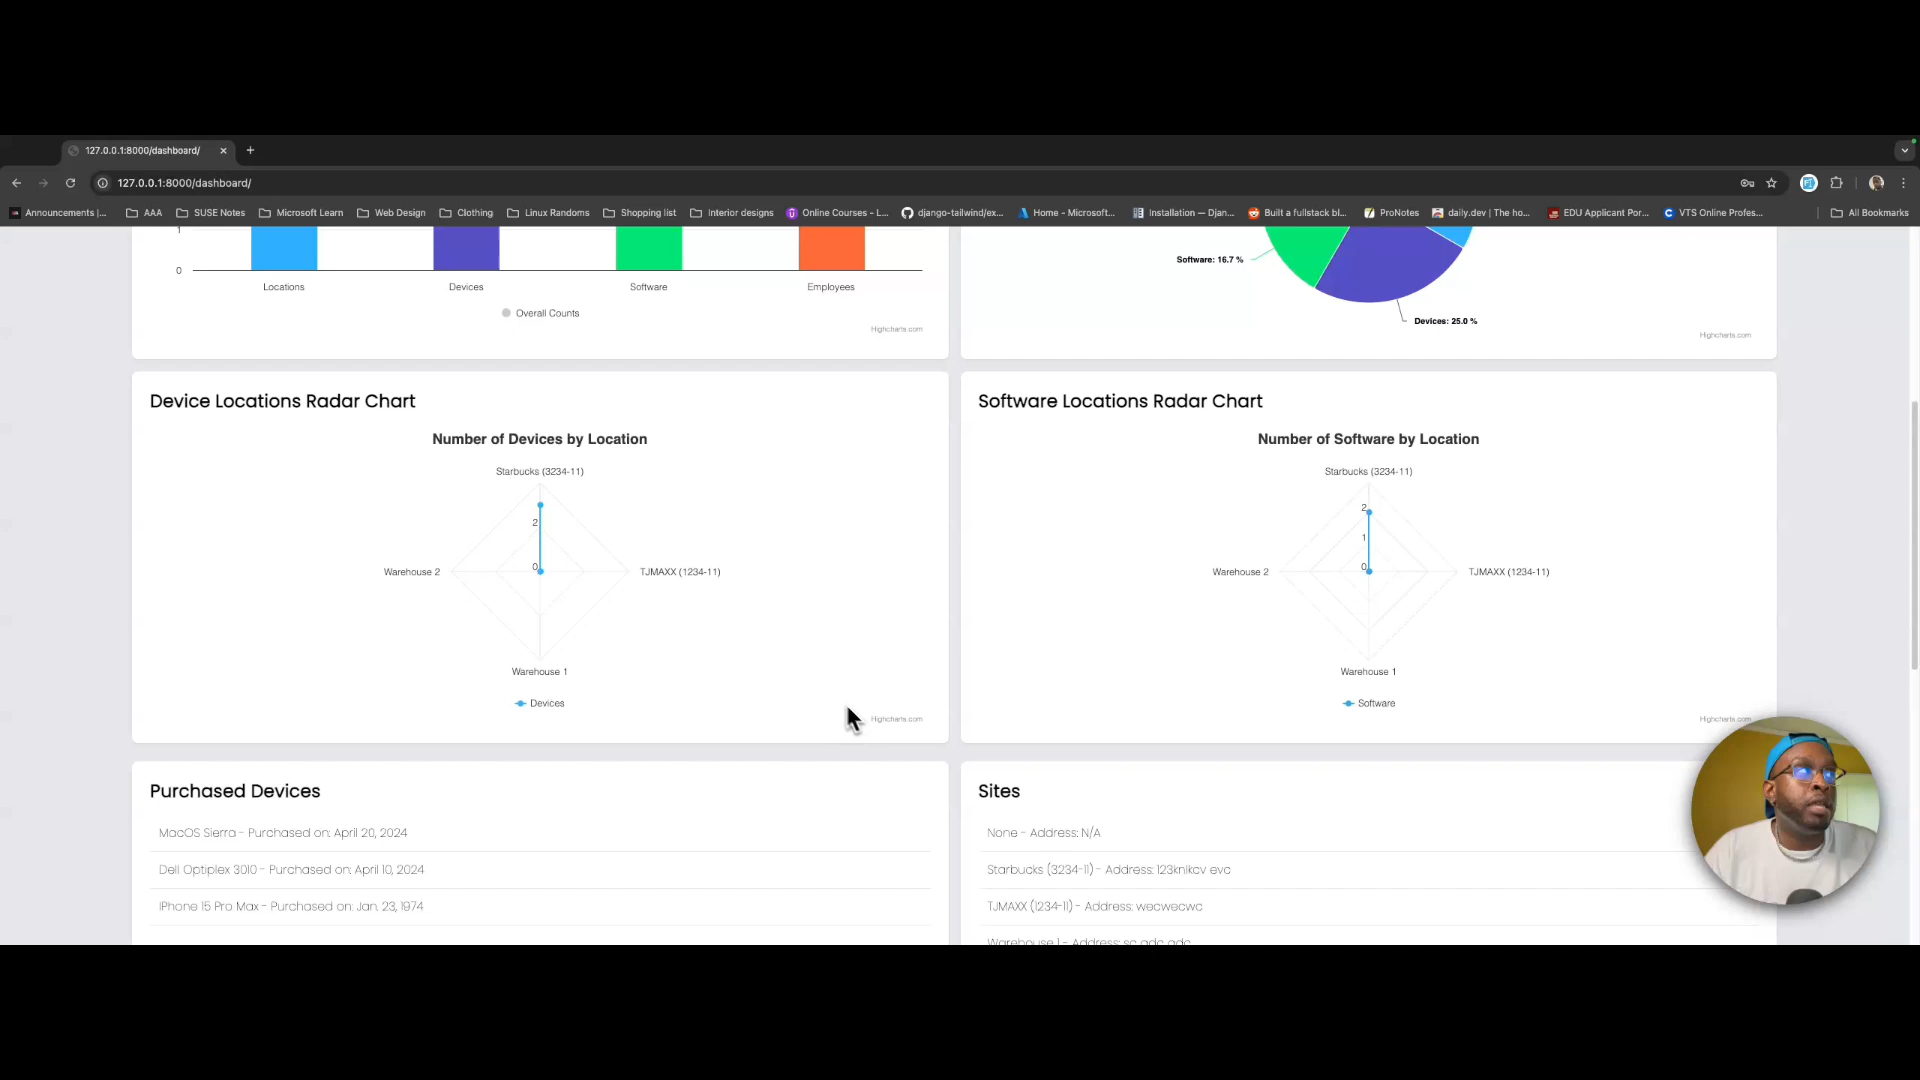 127.0.0.1:8000/dashboard/
127.0.0.1:8000/dashboard/
Announcements |... AAA SUSE Notes Microsoft Learn Web Design Clothing Linux Randoms Shopping list Interior designs Online Courses - L... django-tailwind/ex... Home - Microsoft... Installation — Djan... Built a fullstack bl... ProNotes daily.dev | The ho... EDU Applicant Por... VTS Online Profes... All Bookmarks
1
0
Locations Devices Software Employees
Overall Counts
Highcharts.com
Software: 16.7 %
Devices: 25.0 %
Highcharts.com
Device Locations Radar Chart
Number of Devices by Location
Starbucks (3234-11)
2
Warehouse 2 0 TJMAXX (1234-11)
Warehouse 1
Devices
Highcharts.com
Software Locations Radar Chart
Number of Software by Location
Starbucks (3234-11)
2
1
Warehouse 2 0 TJMAXX (1234-11)
Warehouse 1
Software
Highcharts.com
Purchased Devices
MacOS Sierra - Purchased on: April 20, 2024
Dell Optiplex 3010 - Purchased on: April 10, 2024
IPhone 15 Pro Max - Purchased on: Jan. 23, 1974
Sites
None - Address: N/A
Starbucks (3234-11) - Address: 123knlkcv evc
TJMAXX (1234-11) - Address: wecwecwc
Warehouse 1 - Address: sc adc adc